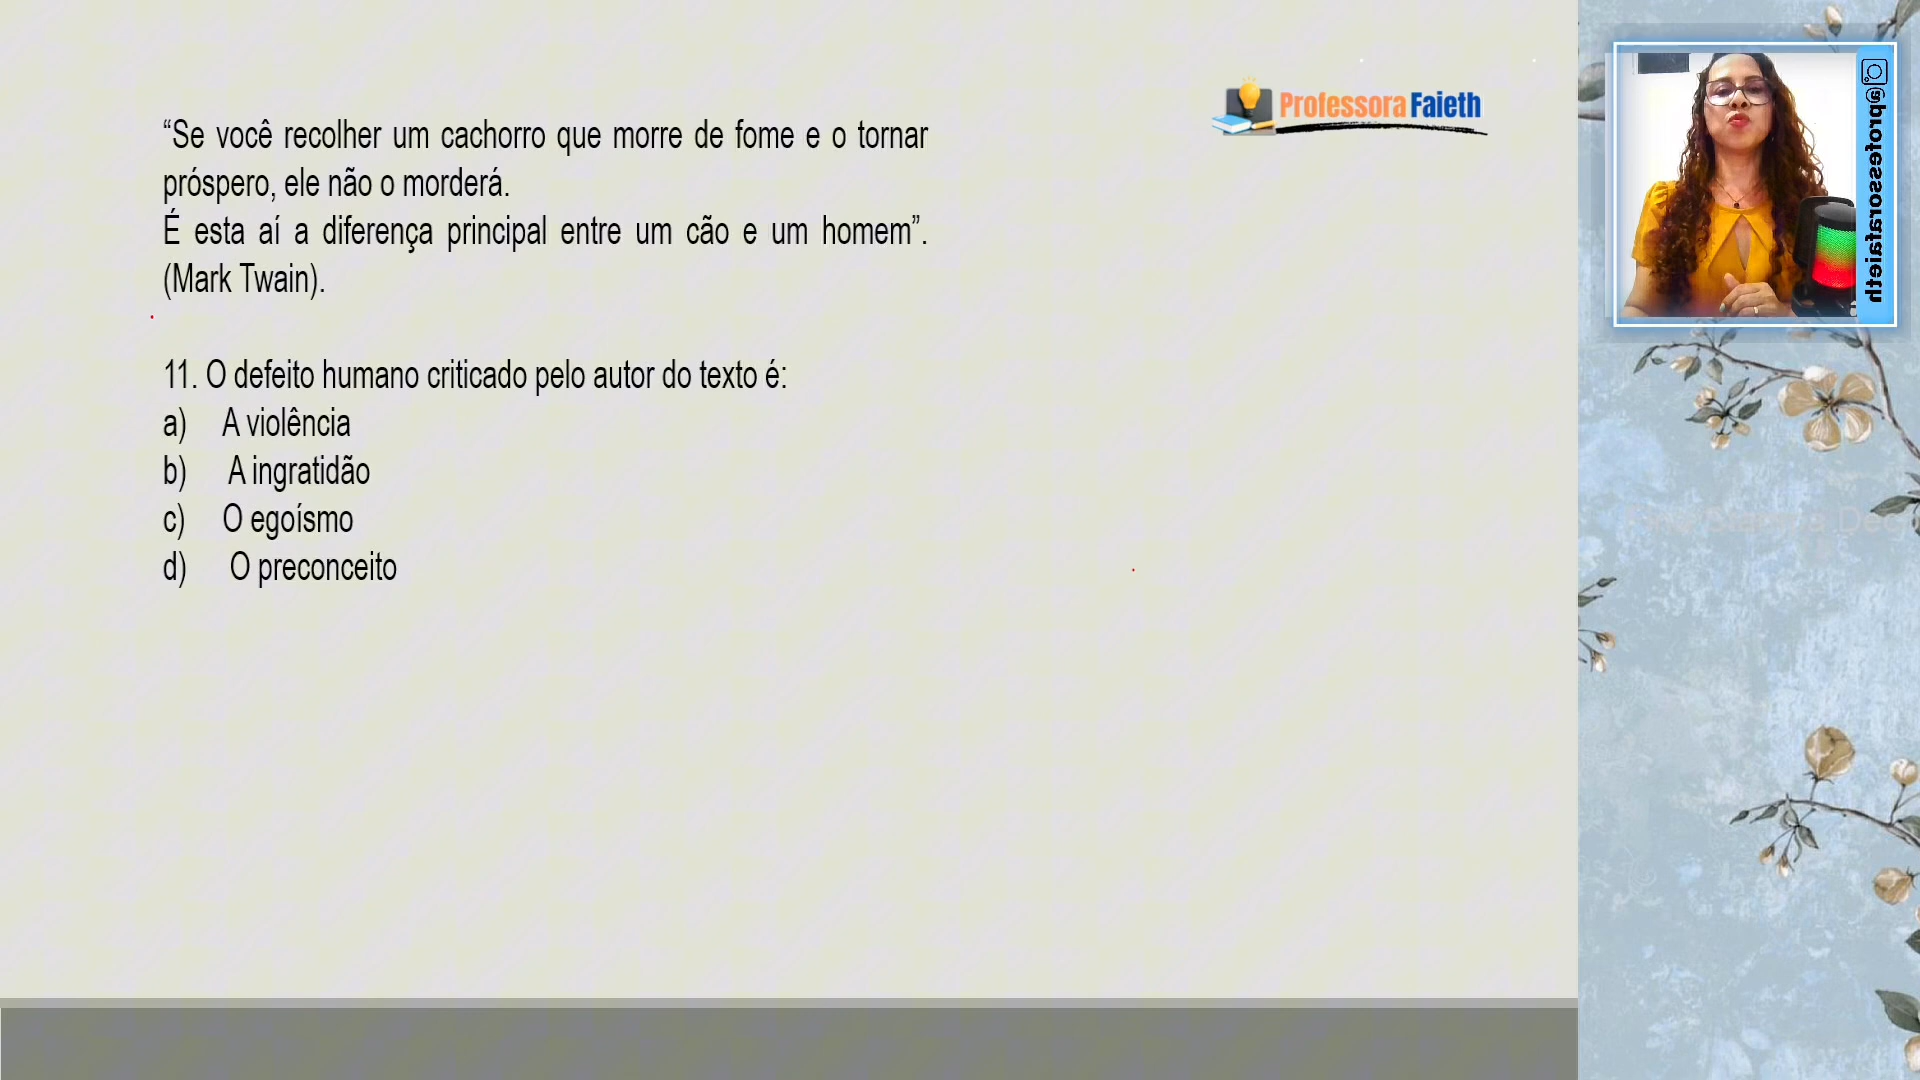 “Se você recolher um cachorro que morre de fome e o tornar
próspero, ele não o morderá.
É esta aí a diferença principal entre um cão e um homem”.
(Mark Twain).
11. O defeito humano criticado pelo autor do texto é:
a) A violência
b) A ingratidão
c) O egoísmo
d) O preconceito
Professora Faieth
@professorafaieth